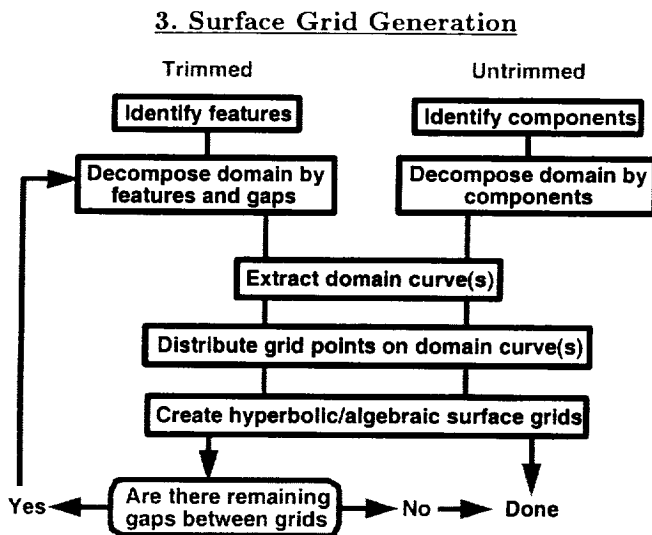 3. Surface Grid Generation
Trimmed
Untrimmed
Identify features
Identify components
Decompose domain by
features and gaps
Decompose domain by
components
Extract domain curve(s)
Distribute grid points on domain curve(s)
Create hyperbolic/algebraic surface grids
Yes
Are there remaining
gaps between grids
No
Done